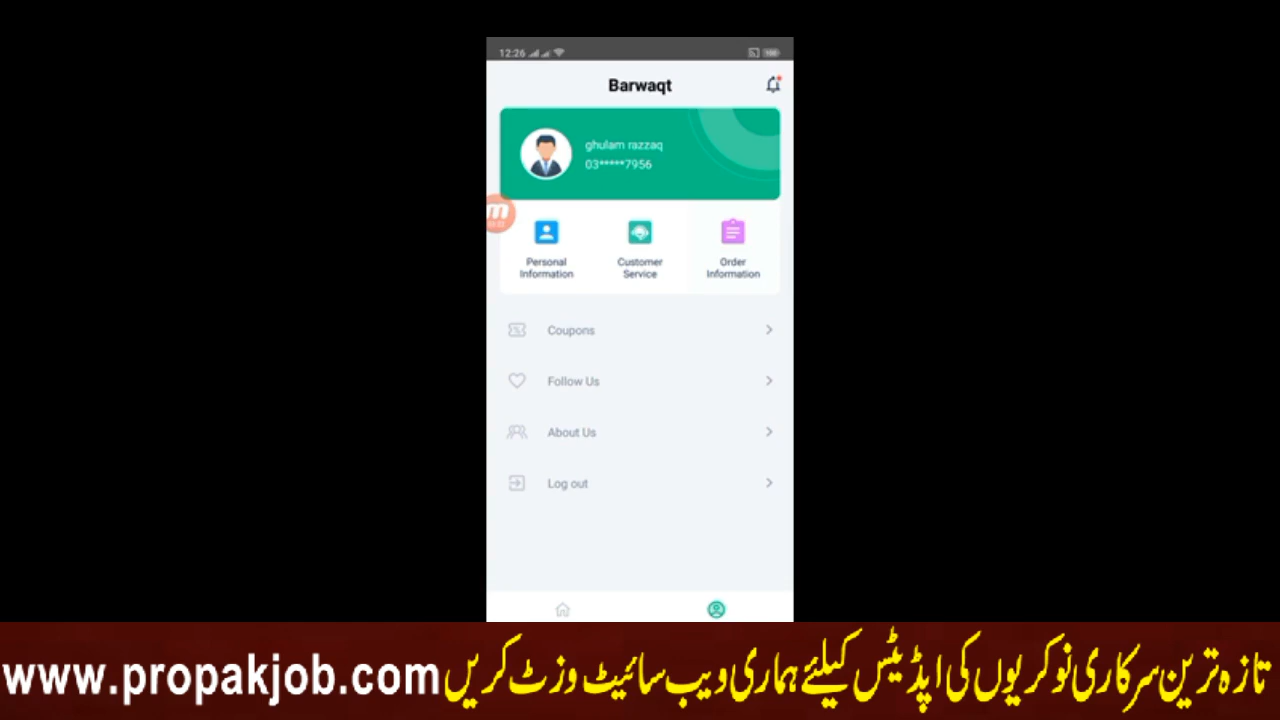 12:26
100
Barwaqt
ghulam razzaq
03*****7956
m
Personal Information
Customer Service
Order Information
Coupons
Follow Us
About Us
Log out
تازہ ترین سرکاری نوکریوں کی اپڈیٹس کیلئے ہماری ویب سائیٹ وزٹ کریں www.propakjob.com